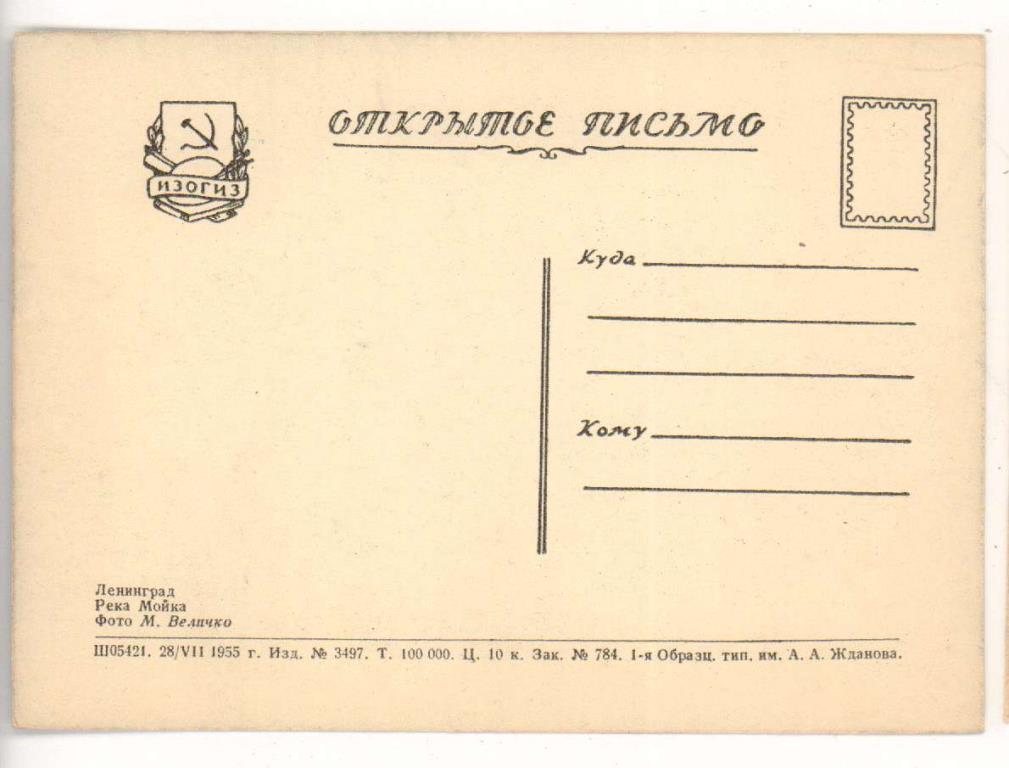 ОТКРЫТОЕ ПИСЬМО
ИЗОГИЗ
Куда
Кому
Ленинград
Река Мойка
Фото М. Величко
Ш05421. 28/VII 1955 г. Изд. № 3497. Т. 100 000. Ц. 10 к. Зак. № 784. 1-я Образц. тип. им. А. А. Жданова.